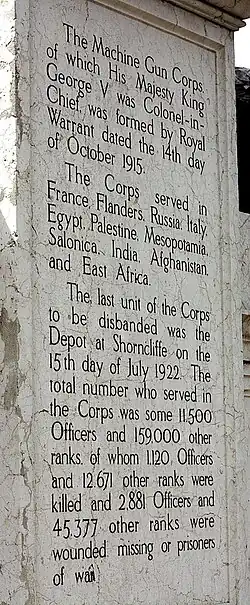 The Machine Gun Corps
of which His Majesty King
George V was Colonel-in-
Chief, was formed by Royal
Warrant dated the 14th day
of October 1915.
The Corps served in
France, Flanders, Russia, Italy,
Egypt, Palestine, Mesopotamia,
Salonica, India, Afghanistan,
and East Africa.
The last unit of the Corps
to be disbanded was the
Depot at Shorncliffe on the
15th day of July 1922. The
total number who served in
the Corps was some 11,500
Officers and 159,000 other
ranks, of whom 1,120 Officers
and 12,671 other ranks were
killed and 2,881 Officers and
45,377 other ranks were
wounded, missing or prisoners
of war.